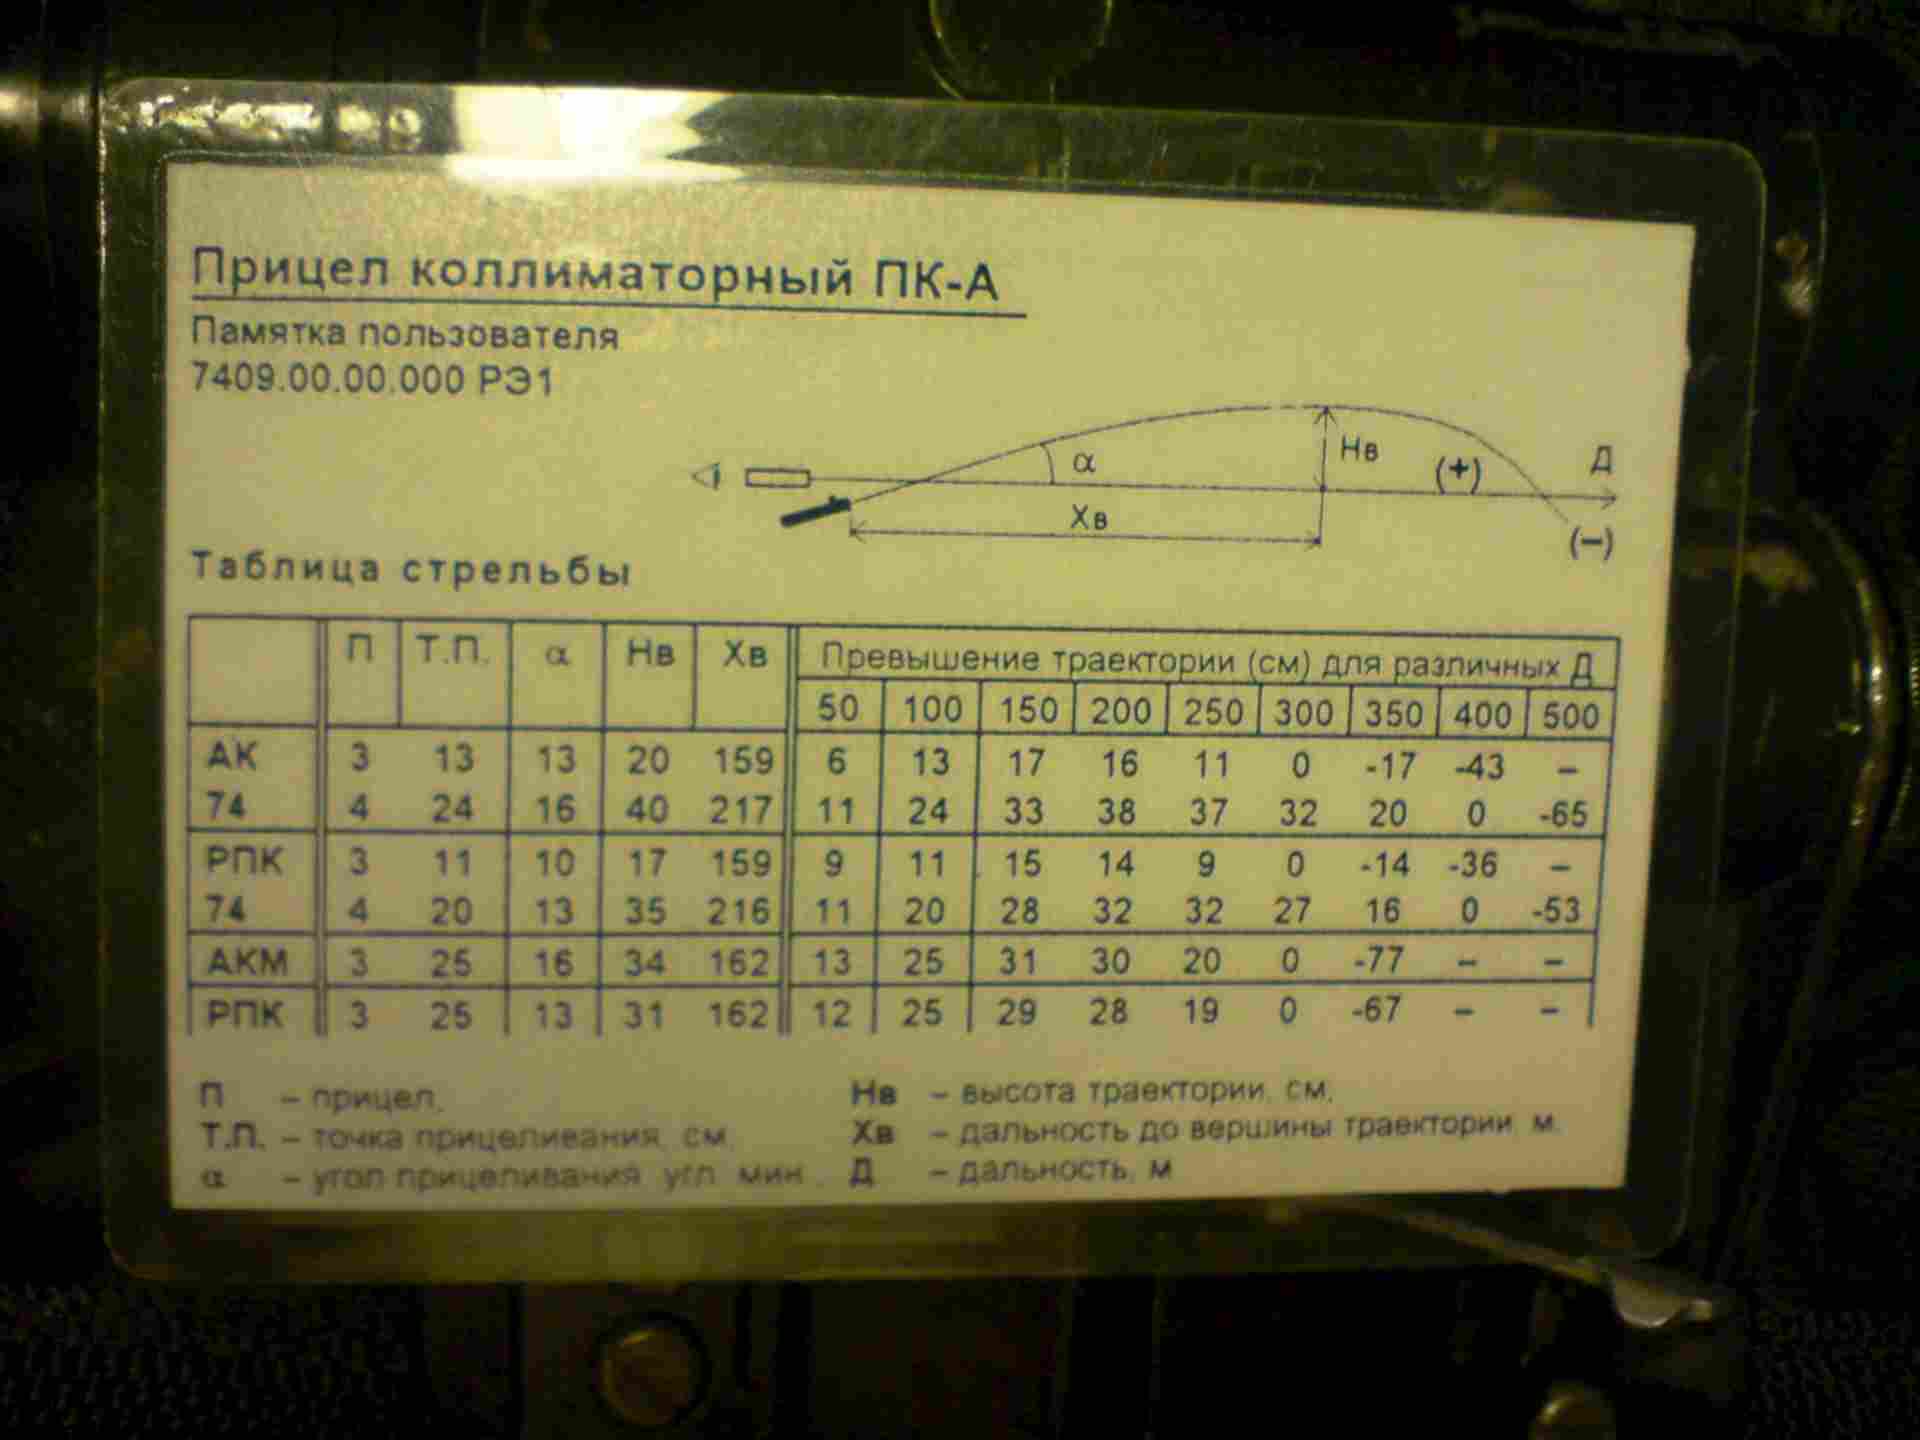 Прицел коллиматорный ПК-А
Памятка пользователя
7409.00.00.000 РЭ1
α Нв (+) Д
Хв (–)
Таблица стрельбы
П Т.П. α Нв Хв Превышение траектории (см) для различных Д
50 100 150 200 250 300 350 400 500
АК 3 13 13 20 159 6 13 17 16 11 0 -17 -43 –
74 4 24 16 40 217 11 24 33 38 37 32 20 0 -65
РПК 3 11 10 17 159 9 11 15 14 9 0 -14 -36 –
74 4 20 13 35 216 11 20 28 32 32 27 16 0 -53
АКМ 3 25 16 34 162 13 25 31 30 20 0 -77 – –
РПК 3 25 13 31 162 12 25 29 28 19 0 -67 – –
П – прицел,
Т.П. – точка прицеливания, см,
α – угол прицеливания угл. мин.,
Нв – высота траектории, см,
Хв – дальность до вершины траектории, м,
Д – дальность, м